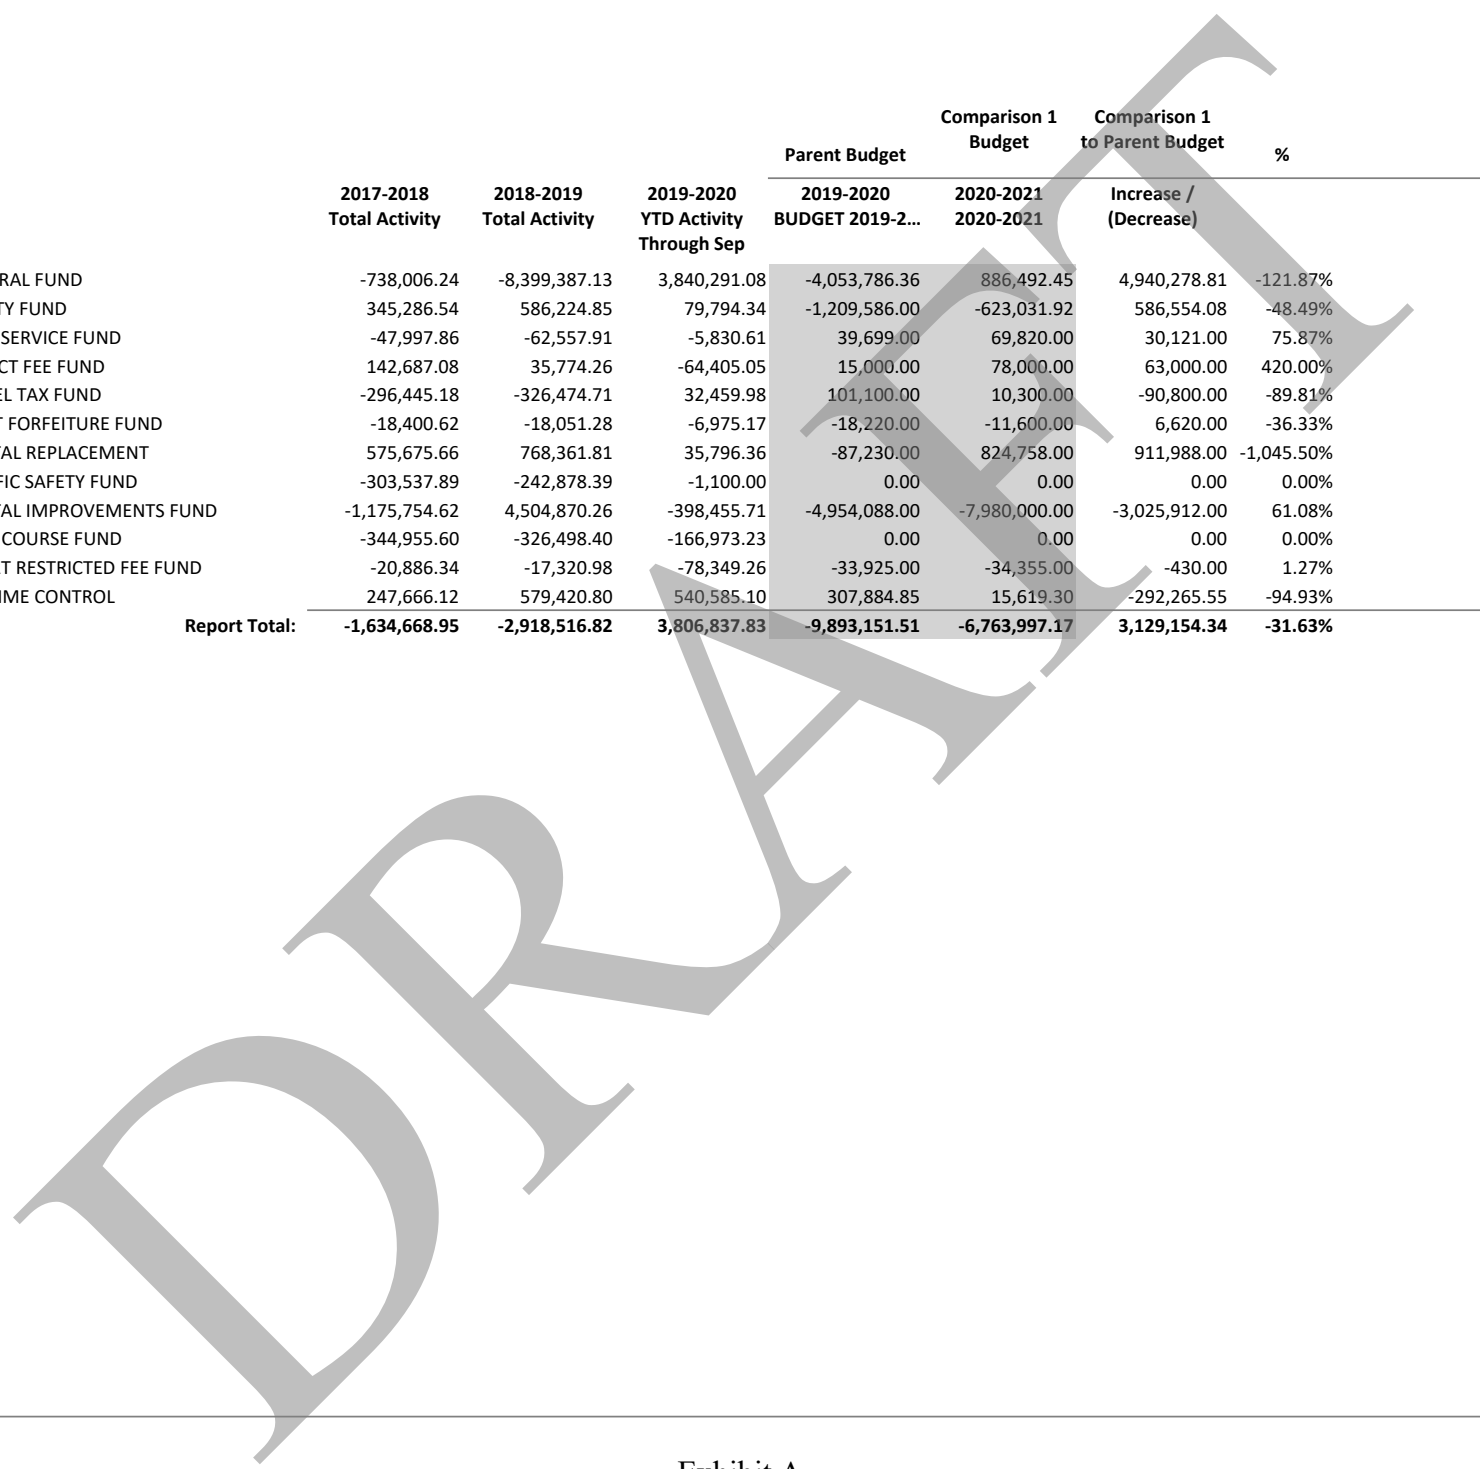 Comparison 1 Comparison 1
Budget to Parent Budget
Parent Budget %
2017-2018 2018-2019 2019-2020 2019-2020 2020-2021 Increase /
Total Activity Total Activity YTD Activity BUDGET 2019-2... 2020-2021 (Decrease)
Through Sep
RAL FUND -738,006.24 -8,399,387.13 3,840,291.08 -4,053,786.36 886,492.45 4,940,278.81 -121.87%
TY FUND 345,286.54 586,224.85 79,794.34 -1,209,586.00 -623,031.92 586,554.08 -48.49%
SERVICE FUND -47,997.86 -62,557.91 -5,830.61 39,699.00 69,820.00 30,121.00 75.87%
CT FEE FUND 142,687.08 35,774.26 -64,405.05 15,000.00 78,000.00 63,000.00 420.00%
EL TAX FUND -296,445.18 -326,474.71 32,459.98 101,100.00 10,300.00 -90,800.00 -89.81%
T FORFEITURE FUND -18,400.62 -18,051.28 -6,975.17 -18,220.00 -11,600.00 6,620.00 -36.33%
TAL REPLACEMENT 575,675.66 768,361.81 35,796.36 -87,230.00 824,758.00 911,988.00 -1,045.50%
FIC SAFETY FUND -303,537.89 -242,878.39 -1,100.00 0.00 0.00 0.00 0.00%
TAL IMPROVEMENTS FUND -1,175,754.62 4,504,870.26 -398,455.71 -4,954,088.00 -7,980,000.00 -3,025,912.00 61.08%
COURSE FUND -344,955.60 -326,498.40 -166,973.23 0.00 0.00 0.00 0.00%
T RESTRICTED FEE FUND -20,886.34 -17,320.98 -78,349.26 -33,925.00 -34,355.00 -430.00 1.27%
IME CONTROL 247,666.12 579,420.80 540,585.10 307,884.85 15,619.30 -292,265.55 -94.93%
Report Total: -1,634,668.95 -2,918,516.82 3,806,837.83 -9,893,151.51 -6,763,997.17 3,129,154.34 -31.63%
DRAFT
Exhibit A